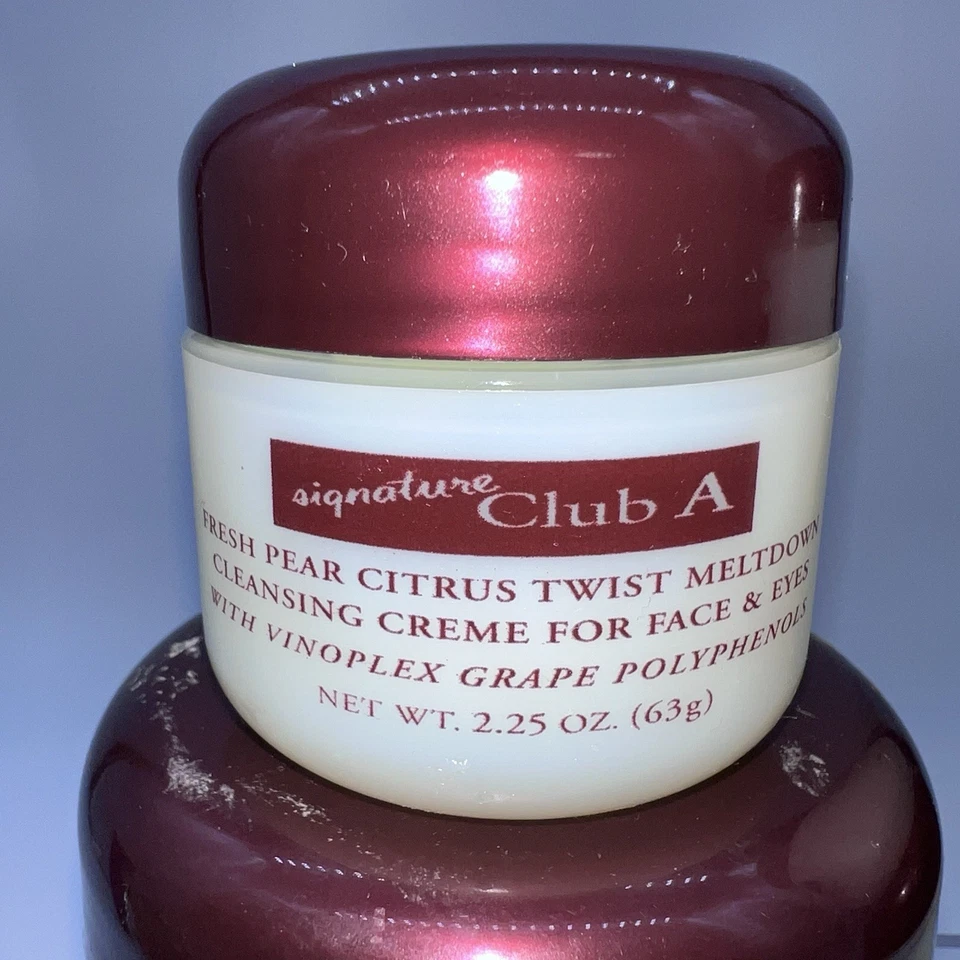 signature Club A
FRESH PEAR CITRUS TWIST MELTDOWN
CLEANSING CREME FOR FACE & EYES
WITH VINOPLEX GRAPE POLYPHENOLS
NET WT. 2.25 OZ. (63g)